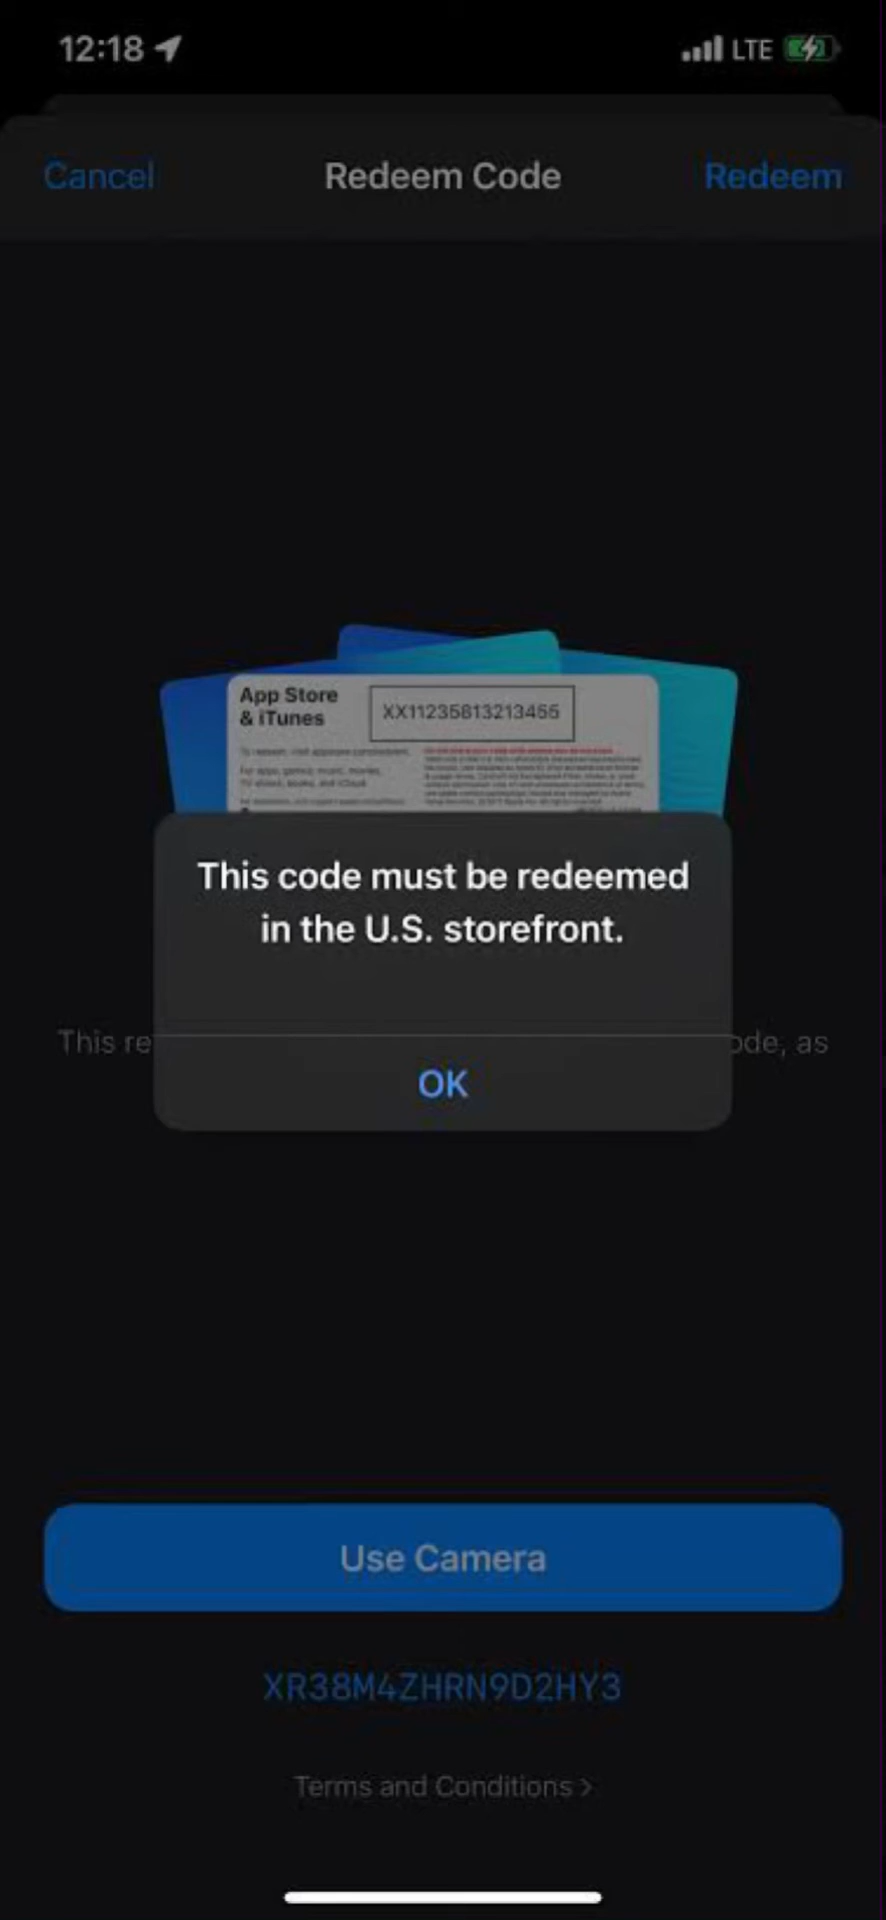 12:18
LTE
Cancel
Redeem Code
Redeem
App Store
& iTunes
XX11235813213455
This code must be redeemed
in the U.S. storefront.
This re
ode, as
OK
Use Camera
XR38M4ZHRN9D2HY3
Terms and Conditions >